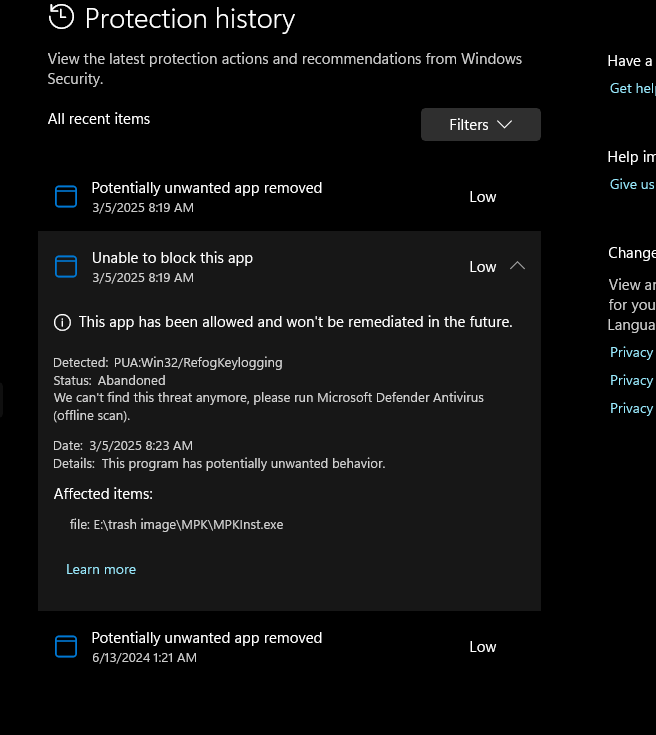 Protection history
View the latest protection actions and recommendations from Windows
Security.
All recent items
Filters
Potentially unwanted app removed
3/5/2025 8:19 AM
Low
Unable to block this app
3/5/2025 8:19 AM
Low
This app has been allowed and won't be remediated in the future.
Detected: PUA:Win32/RefogKeylogging
Status: Abandoned
We can't find this threat anymore, please run Microsoft Defender Antivirus
(offline scan).
Date: 3/5/2025 8:23 AM
Details: This program has potentially unwanted behavior.
Affected items:
file: E:\trash image\MPK\MPKInst.exe
Learn more
Potentially unwanted app removed
6/13/2024 1:21 AM
Low
Have a
Get
Help
Give us
View
for you
Privacy
Privacy
Privacy